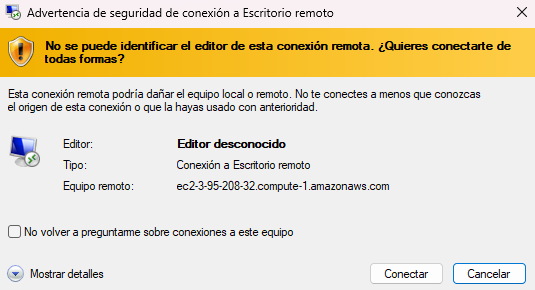 Advertencia de seguridad de conexión a Escritorio remoto
No se puede identificar el editor de esta conexión remota. ¿Quieres conectarte de
todas formas?
Esta conexión remota podría dañar el equipo local o remoto. No te conectes a menos que conozcas
el origen de esta conexión o que la hayas usado con anterioridad.
Editor: Editor desconocido
Tipo: Conexión a Escritorio remoto
Equipo remoto: ec2-3-95-208-32.compute-1.amazonaws.com
No volver a preguntarme sobre conexiones a este equipo
Mostrar detalles Conectar Cancelar